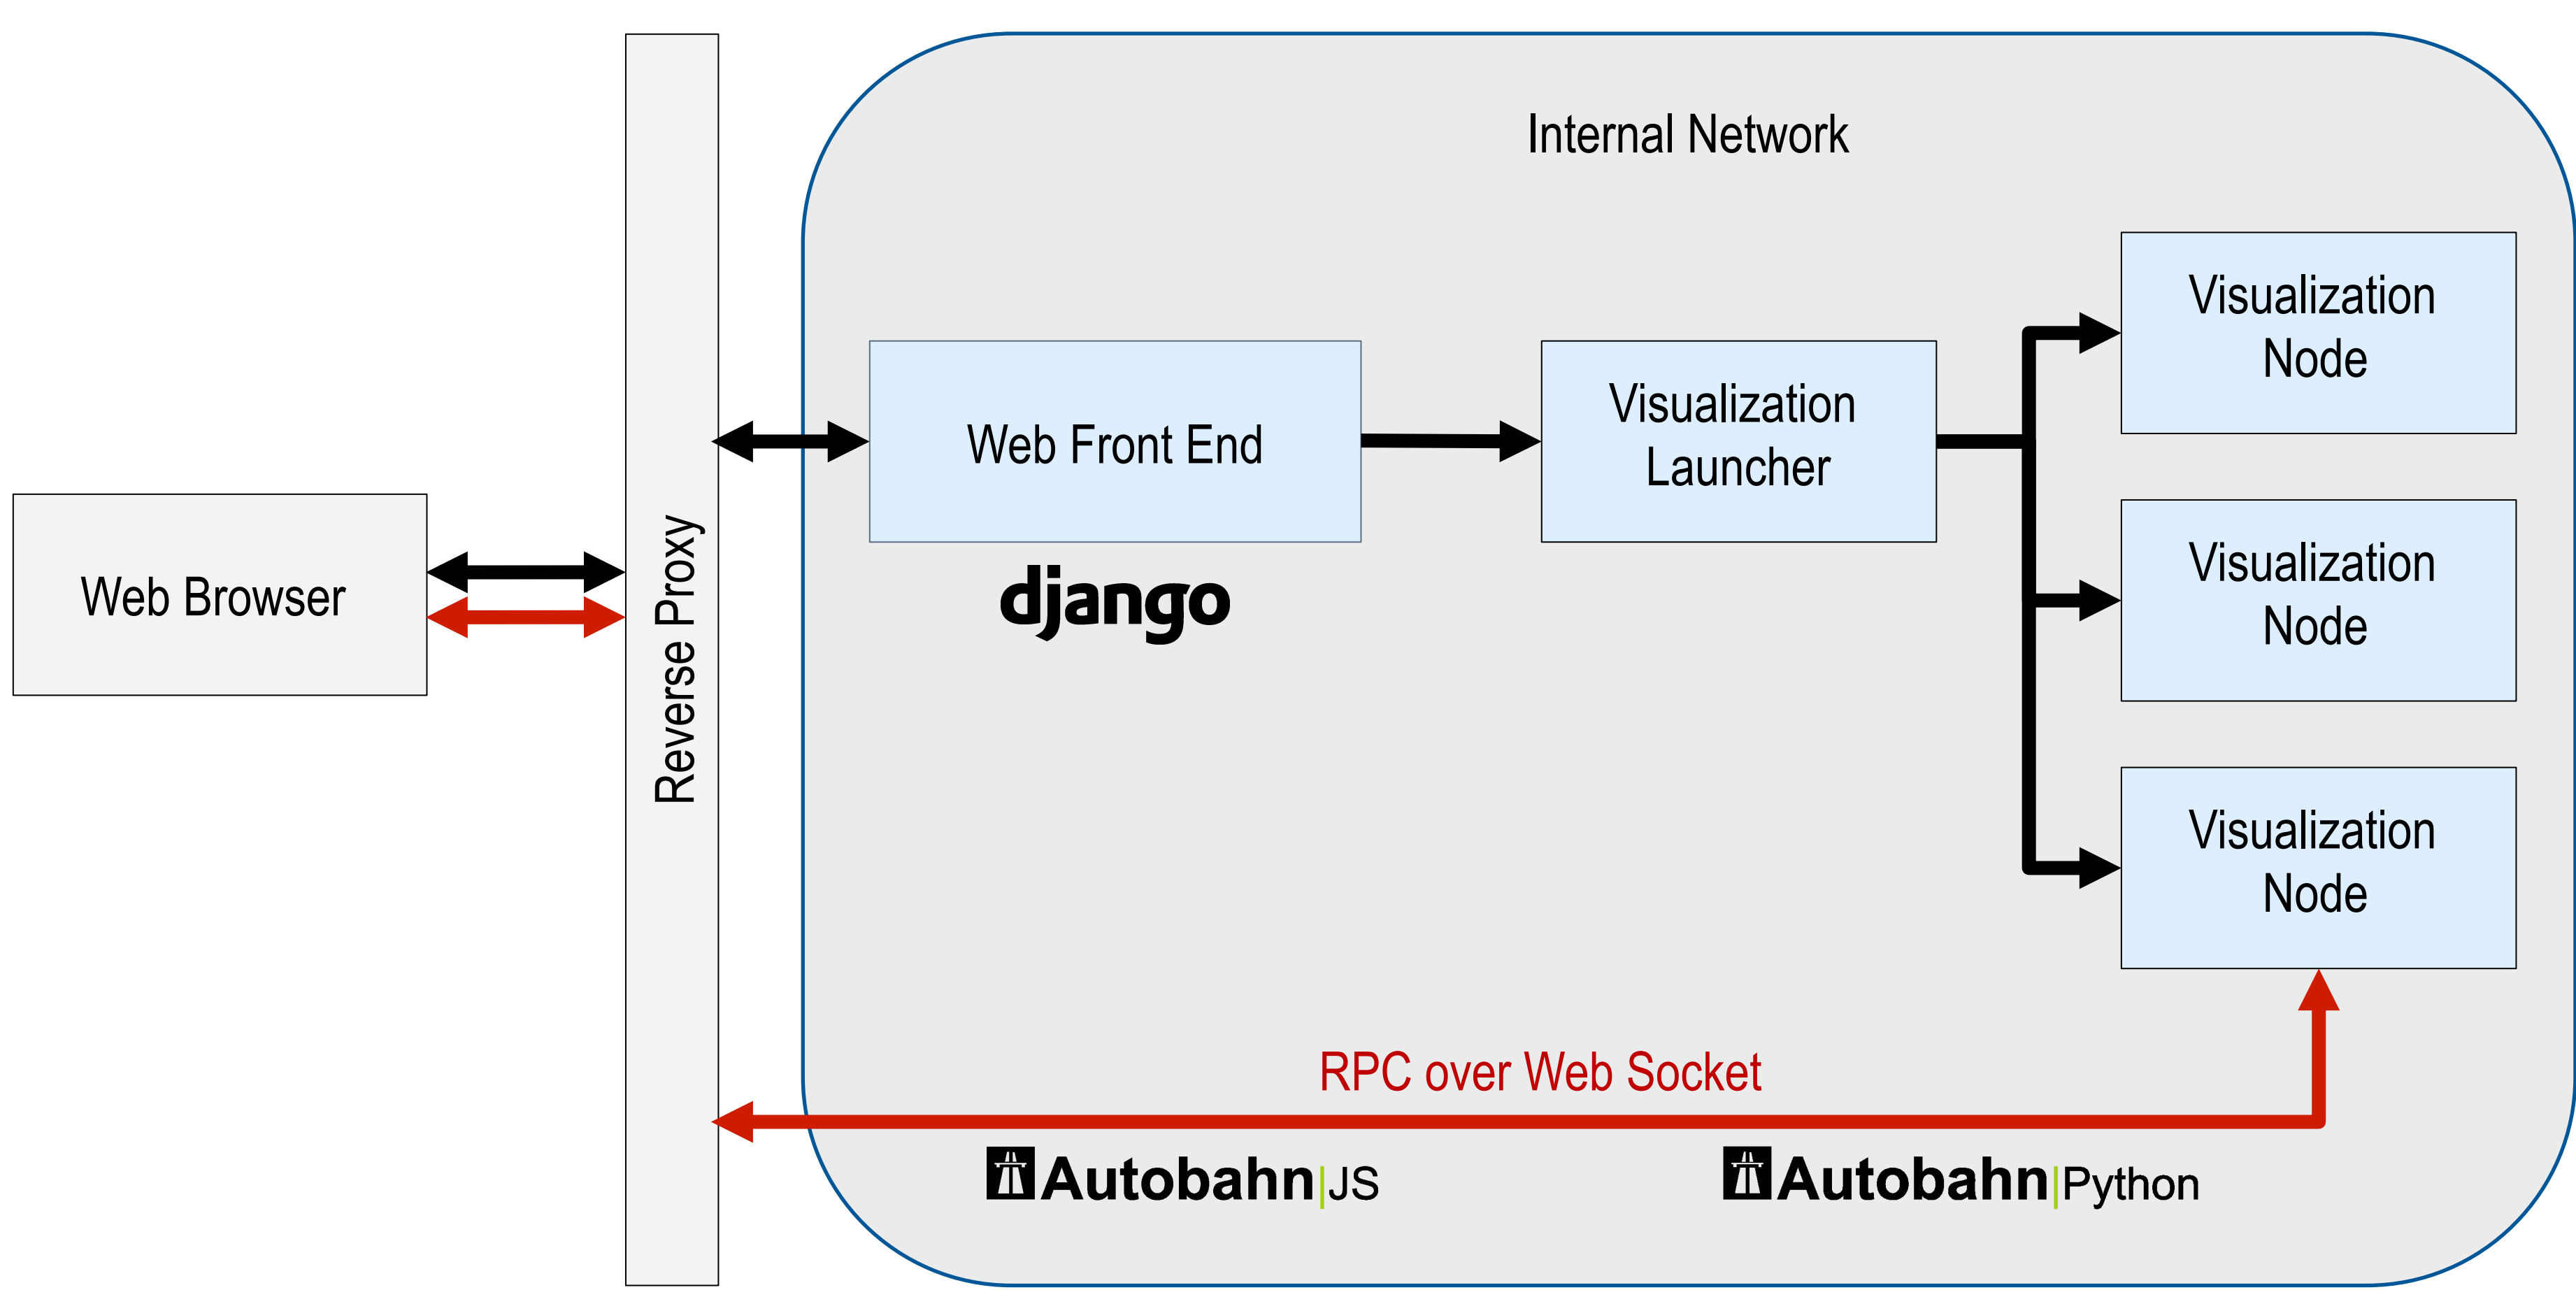 Internal Network
Web Browser
Reverse Proxy
Web Front End
django
Visualization
Launcher
Visualization
Node
Visualization
Node
Visualization
Node
RPC over Web Socket
Autobahn|JS
Autobahn|Python